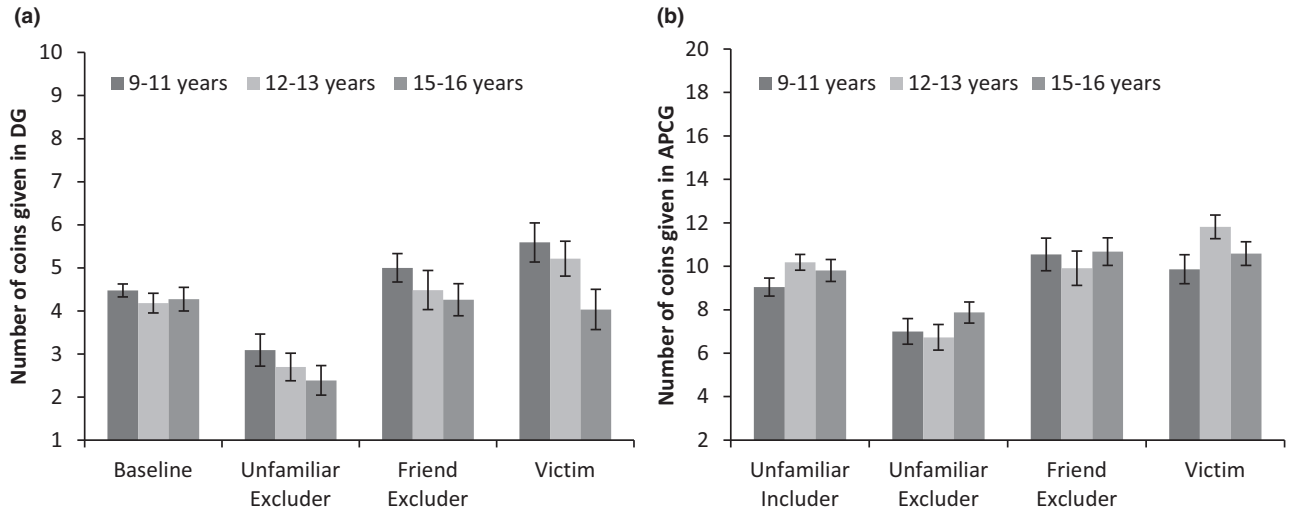 (a)
Number of coins given in DG
10
9
8
7
6
5
4
3
2
1
9-11 years 12-13 years 15-16 years
Baseline
Unfamiliar
Excluder
Friend
Excluder
Victim
(b)
Number of coins given in APCG
20
18
16
14
12
10
8
6
4
2
9-11 years 12-13 years 15-16 years
Unfamiliar
Includer
Unfamiliar
Excluder
Friend
Excluder
Victim